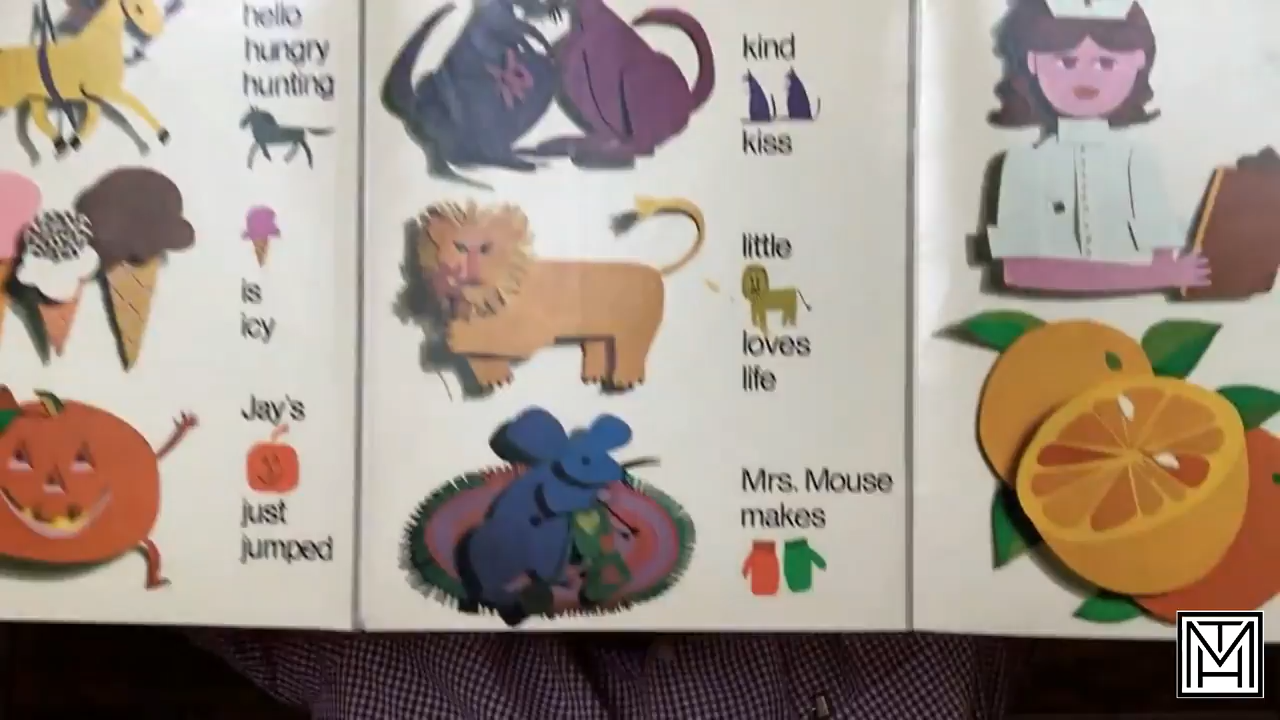 hello
hungry
hunting
is
icy
Jay's
just
jumped
kind
kiss
little
loves
life
Mrs. Mouse
makes